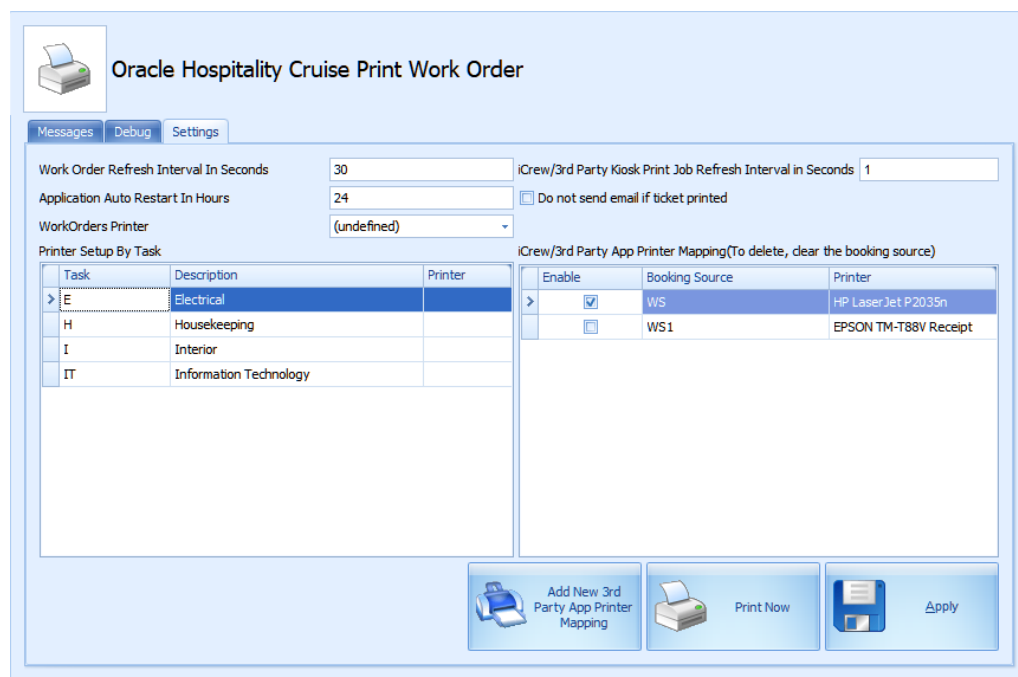 Oracle Hospitality Cruise Print Work Order
Messages Debug Settings
Work Order Refresh Interval In Seconds 30 iCrew/3rd Party Kiosk Print Job Refresh Interval in Seconds 1
Application Auto Restart In Hours 24 Do not send email if ticket printed
WorkOrders Printer (undefined)
Printer Setup By Task iCrew/3rd Party App Printer Mapping(To delete, clear the booking source)
Task Description Printer Enable Booking Source Printer
E Electrical WS HP LaserJet P2035n
H Housekeeping WS1 EPSON TM-T88V Receipt
I Interior
IT Information Technology
Add New 3rd
Party App Printer
Mapping
Print Now
Apply